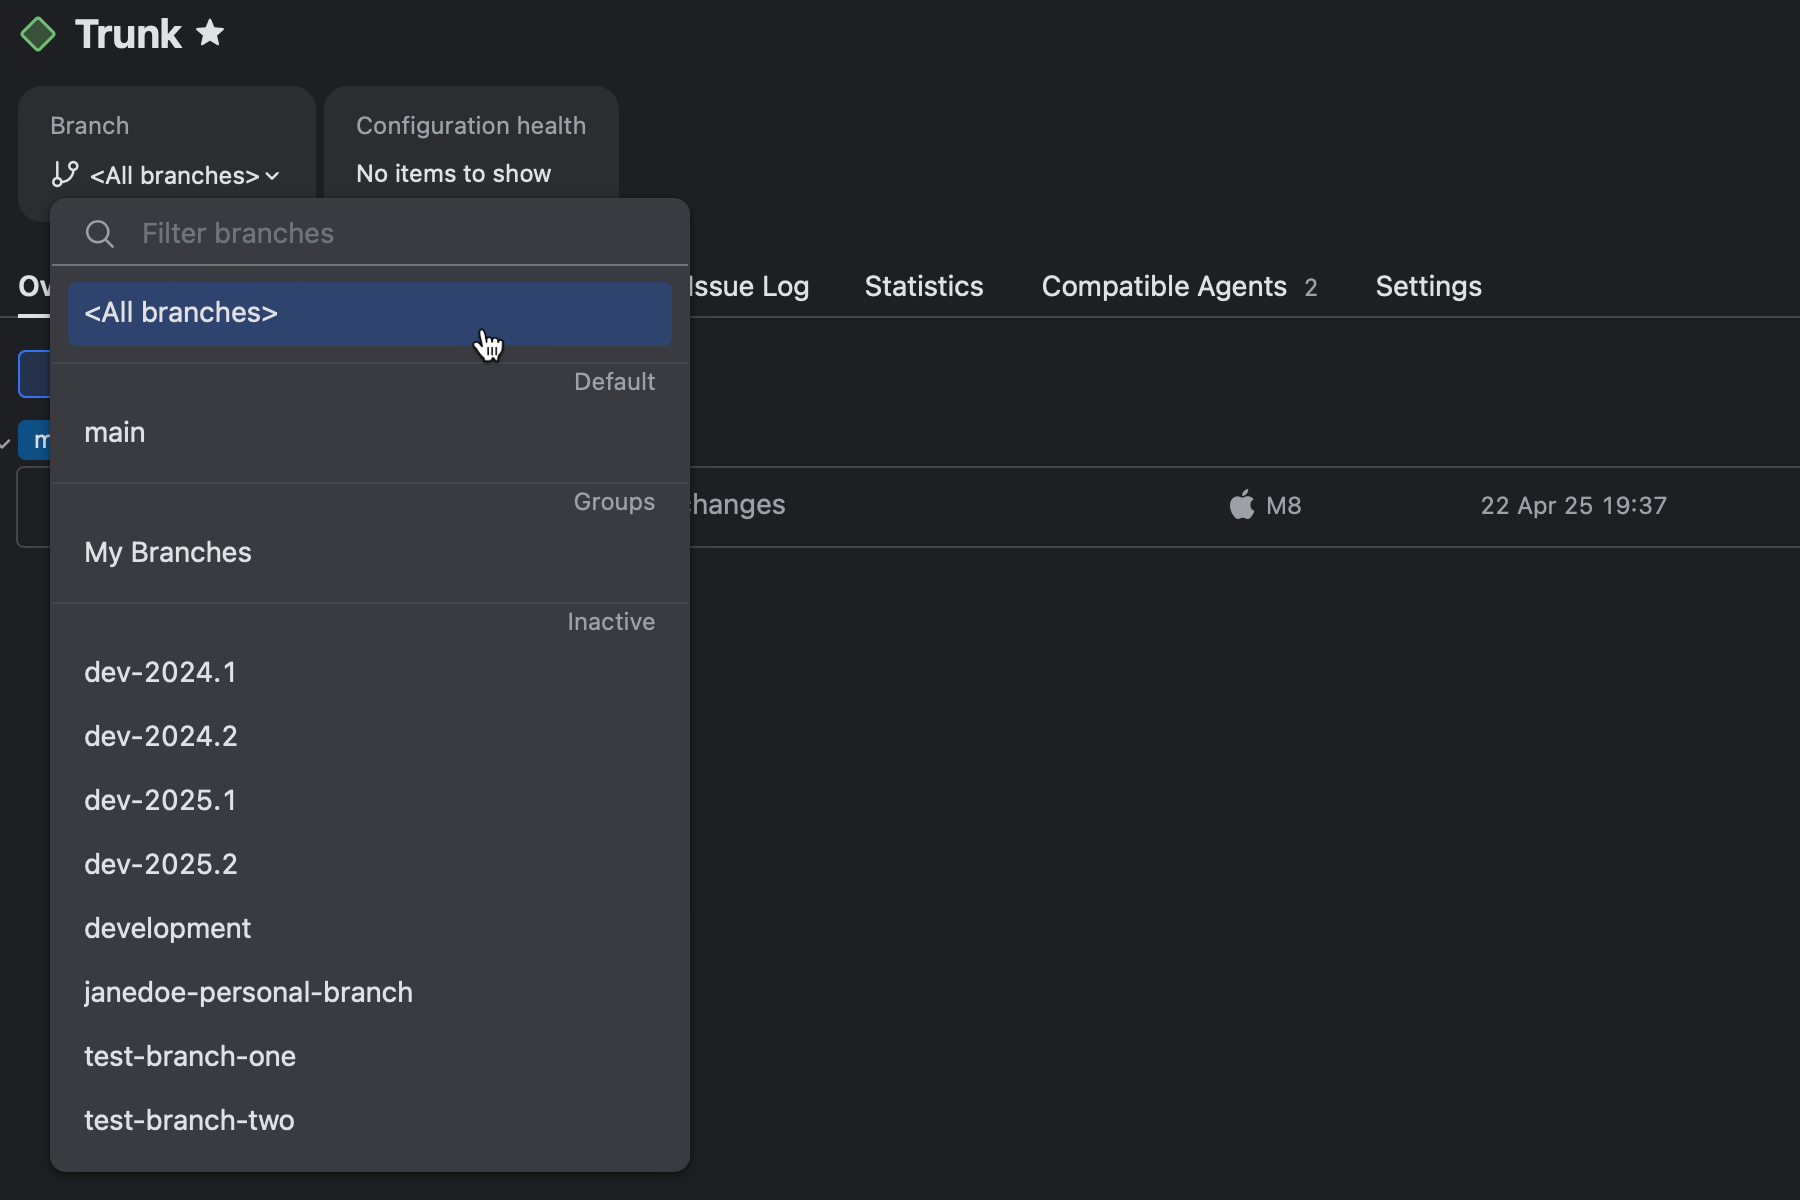 Trunk
Branch
Configuration health
<All branches>
No items to show
Filter branches
Issue Log
Statistics
Compatible Agents 2
Settings
<All branches>
Default
main
Groups
My Branches
M8
22 Apr 25 19:37
Inactive
dev-2024.1
dev-2024.2
dev-2025.1
dev-2025.2
development
janedoe-personal-branch
test-branch-one
test-branch-two